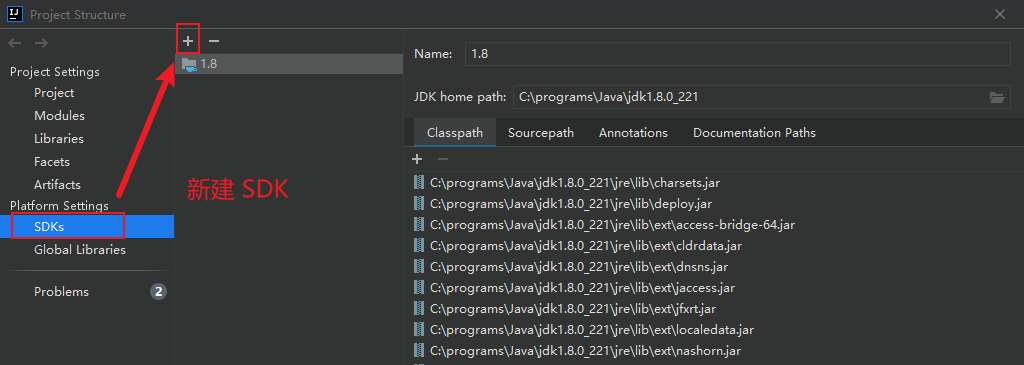 IJ Project Structure
Project Settings
Project
Modules
Libraries
Facets
Artifacts
Platform Settings
SDKs
Global Libraries
Problems 2
1.8
新建 SDK
Name: 1.8
JDK home path: C:\programs\Java\jdk1.8.0_221
Classpath Sourcepath Annotations Documentation Paths
C:\programs\Java\jdk1.8.0_221\jre\lib\charsets.jar
C:\programs\Java\jdk1.8.0_221\jre\lib\deploy.jar
C:\programs\Java\jdk1.8.0_221\jre\lib\ext\access-bridge-64.jar
C:\programs\Java\jdk1.8.0_221\jre\lib\ext\cldrdata.jar
C:\programs\Java\jdk1.8.0_221\jre\lib\ext\dnsns.jar
C:\programs\Java\jdk1.8.0_221\jre\lib\ext\jaccess.jar
C:\programs\Java\jdk1.8.0_221\jre\lib\ext\jfxrt.jar
C:\programs\Java\jdk1.8.0_221\jre\lib\ext\localedata.jar
C:\programs\Java\jdk1.8.0_221\jre\lib\ext\nashorn.jar